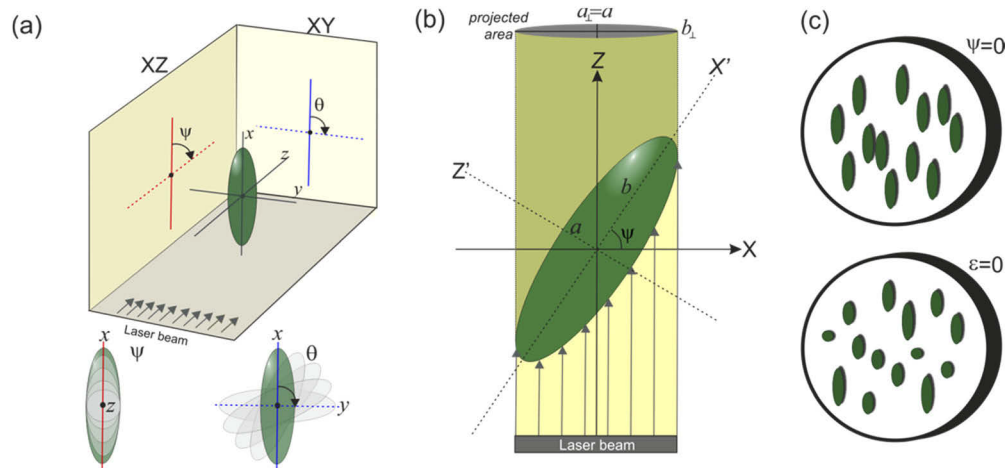 (a)
XZ
XY
ψ
θ
x
z
y
Laser beam
x
ψ
z
θ
y
(b)
projected
area
a⊥=a
b⊥
Z
X'
Z'
b
a
ψ
X
Laser beam
(c)
ψ=0
ε=0